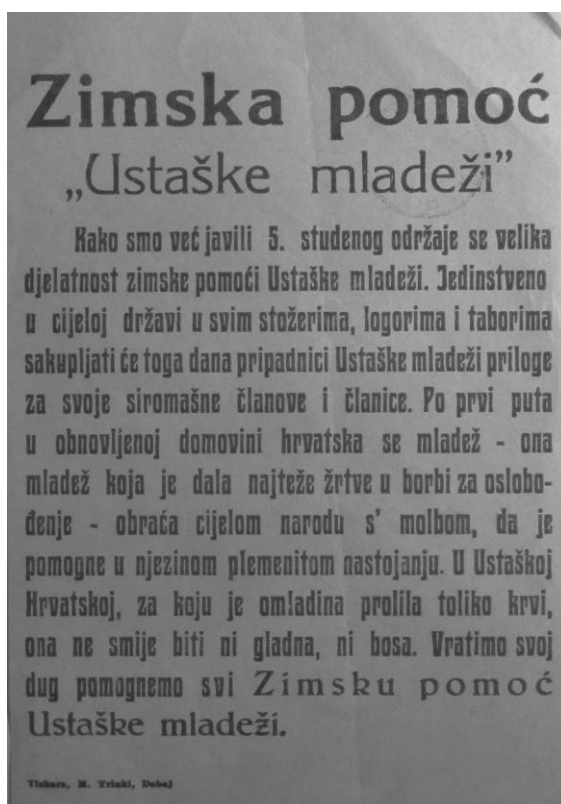 Zimska pomoć
„Ustaške mladeži”
Kako smo već javili 5. studenog održaje se velika
djelatnost zimske pomoći Ustaške mladeži. Jedinstveno
u cijeloj državi u svim stožerima, logorima i taborima
sakupljati će toga dana pripadnici Ustaške mladeži priloge
za svoje siromašne članove i članice. Po prvi puta
u obnovljenoj domovini hrvatska se mladež - ona
mladež koja je dala najteže žrtve u borbi za oslobo-
đenje - obraća cijelom narodu s’ molbom, da je
pomogne u njezinom plemenitom nastojanju. U Ustaškoj
Hrvatskoj, za koju je omladina prolila toliko krvi,
ona ne smije biti ni gladna, ni bosa. Vratimo svoj
dug pomognemo svi Zimsku pomoć
Ustaške mladeži.
Tiskara, M. Trinki, Doboj